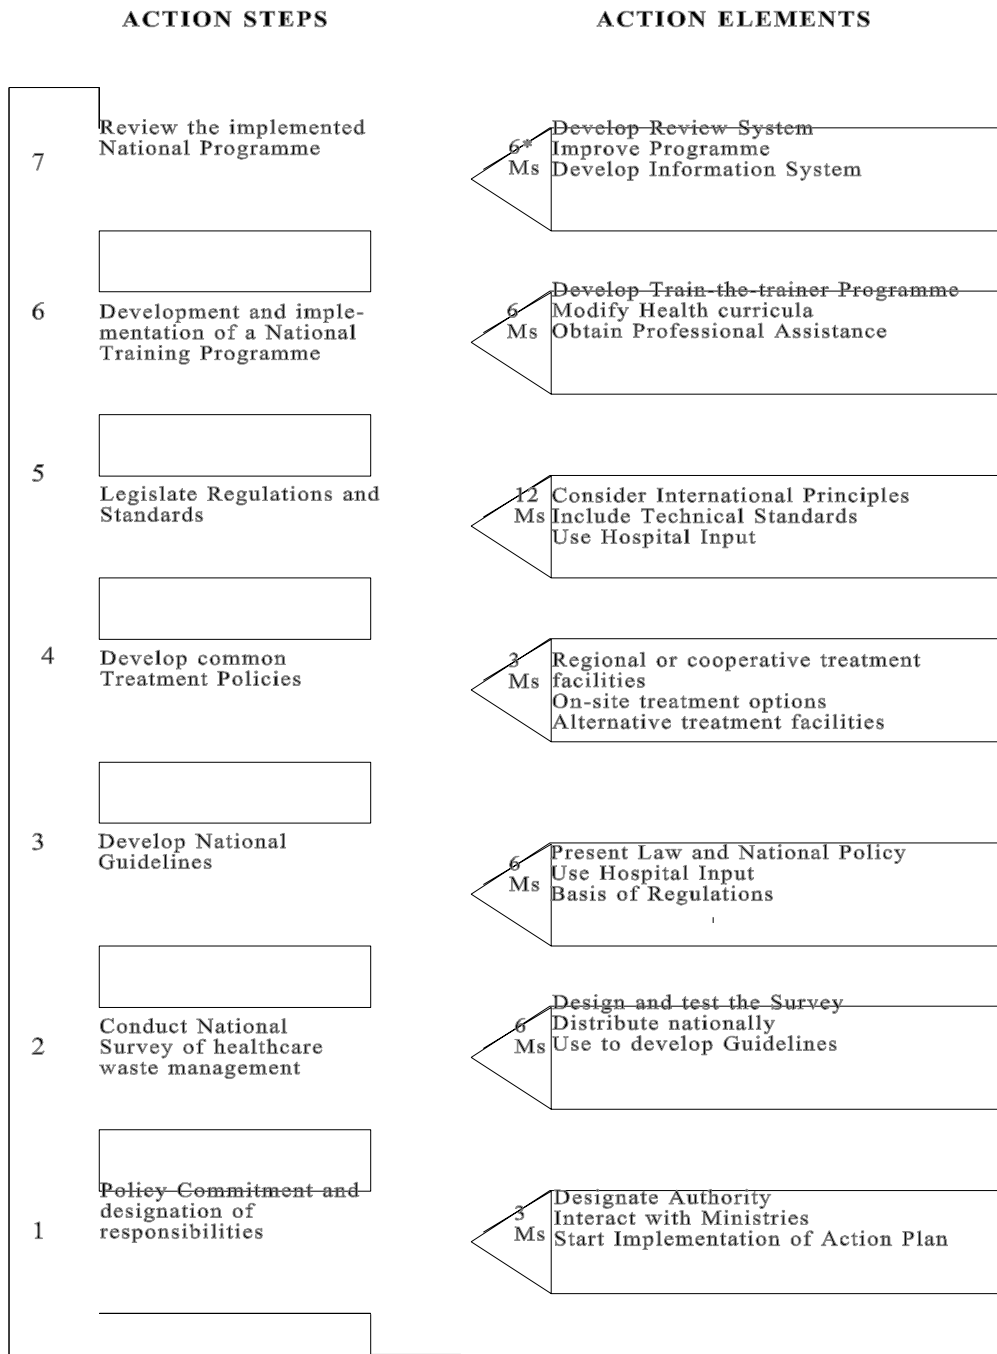 ACTION STEPS
ACTION ELEMENTS
7
Review the implemented
National Programme
6*
Ms
Develop Review System
Improve Programme
Develop Information System
6
Development and imple-
mentation of a National
Training Programme
6
Ms
Develop Train-the-trainer Programme
Modify Health curricula
Obtain Professional Assistance
5
Legislate Regulations and
Standards
12
Ms
Consider International Principles
Include Technical Standards
Use Hospital Input
4
Develop common
Treatment Policies
3
Ms
Regional or cooperative treatment
facilities
On-site treatment options
Alternative treatment facilities
3
Develop National
Guidelines
6
Ms
Present Law and National Policy
Use Hospital Input
Basis of Regulations
2
Conduct National
Survey of healthcare
waste management
6
Ms
Design and test the Survey
Distribute nationally
Use to develop Guidelines
1
Policy Commitment and
designation of
responsibilities
3
Ms
Designate Authority
Interact with Ministries
Start Implementation of Action Plan